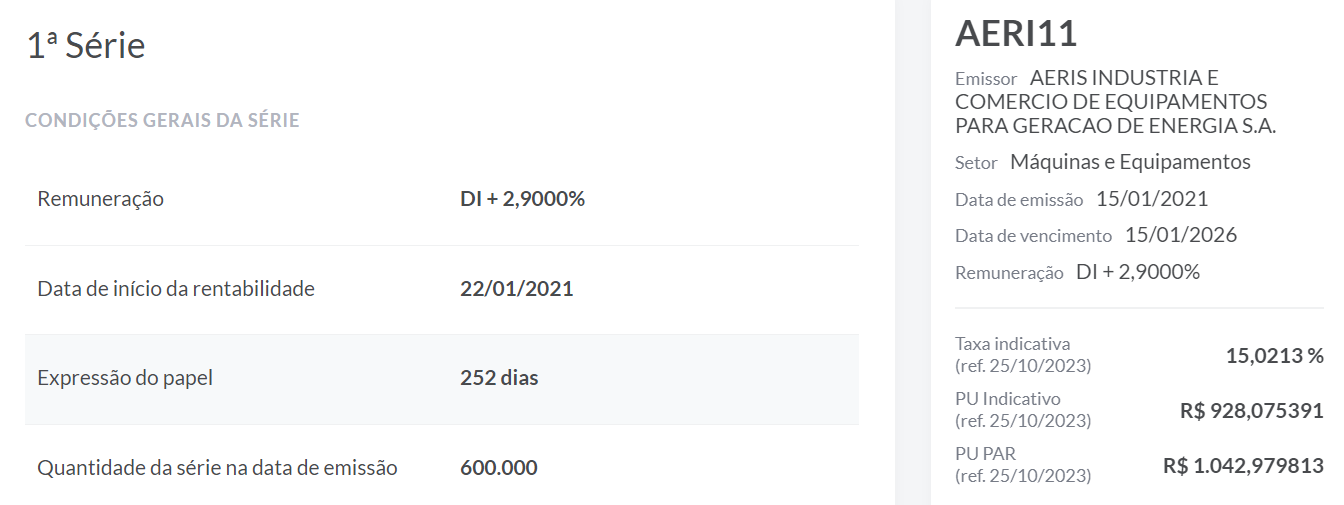 1ª Série
CONDIÇÕES GERAIS DA SÉRIE
Remuneração DI + 2,9000%
Data de início da rentabilidade 22/01/2021
Expressão do papel 252 dias
Quantidade da série na data de emissão 600.000
AERI11
Emissor AERIS INDUSTRIA E
COMERCIO DE EQUIPAMENTOS
PARA GERACAO DE ENERGIA S.A.
Setor Máquinas e Equipamentos
Data de emissão 15/01/2021
Data de vencimento 15/01/2026
Remuneração DI + 2,9000%
Taxa indicativa
(ref. 25/10/2023) 15,0213 %
PU Indicativo
(ref. 25/10/2023) R$ 928,075391
PU PAR
(ref. 25/10/2023) R$ 1.042,979813